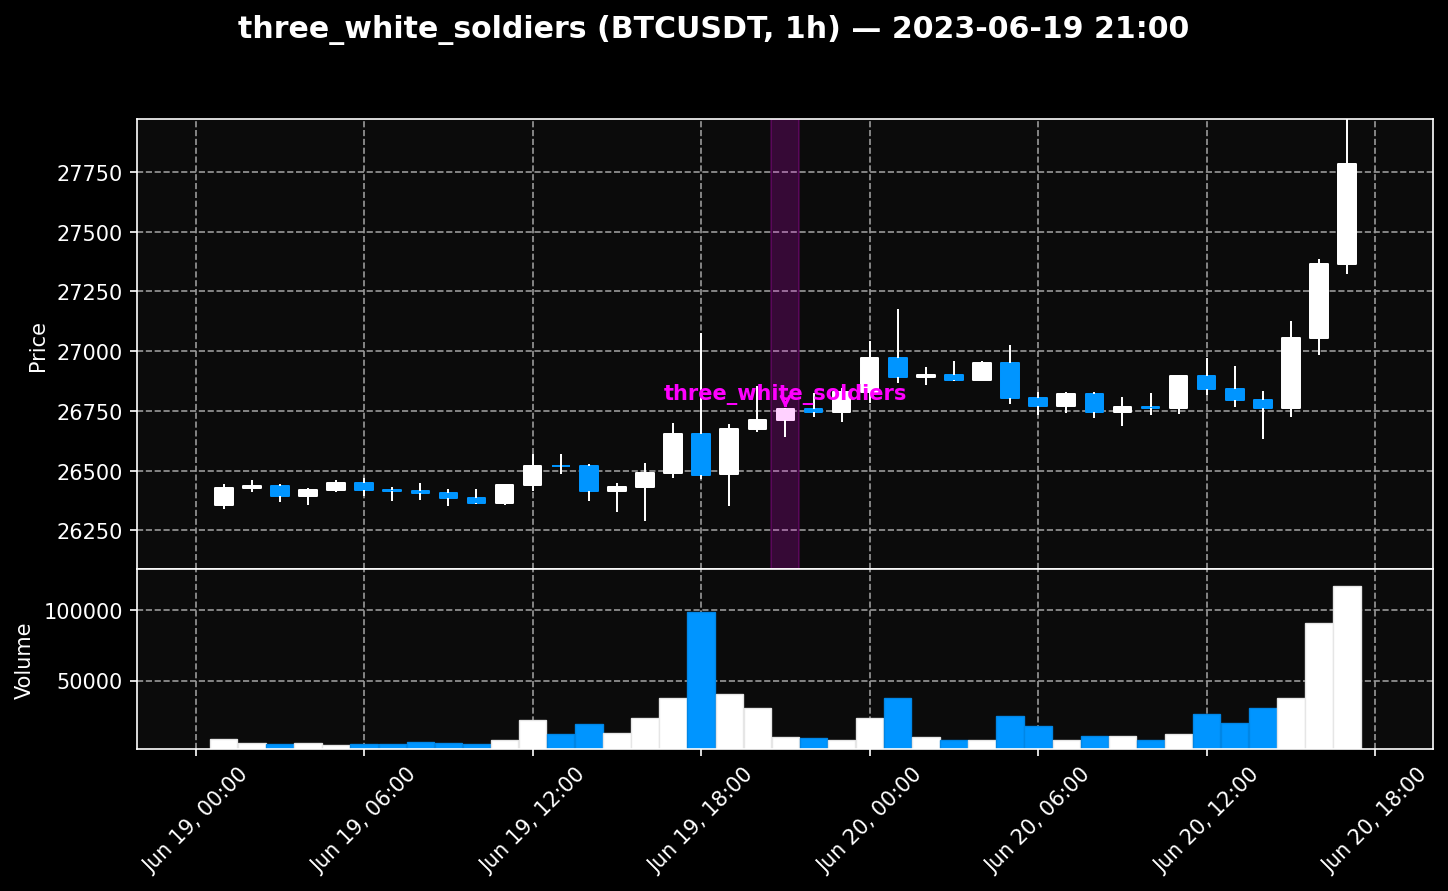 three_white_soldiers (BTCUSDT, 1h) — 2023-06-19 21:00
27750
27500
27250
27000
26750
26500
26250
Price
three_white_soldiers
100000
50000
Volume
Jun 19, 00:00
Jun 19, 06:00
Jun 19, 12:00
Jun 19, 18:00
Jun 20, 00:00
Jun 20, 06:00
Jun 20, 12:00
Jun 20, 18:00